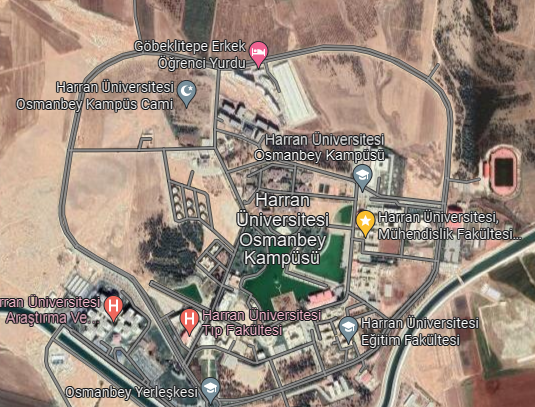 Göbeklitepe Erkek
Öğrenci Yurdu
Harran Üniversitesi
Osmanbey Kampüs Cami
Harran Üniversitesi
Osmanbey Kampüsü
Harran
Üniversitesi
Osmanbey
Kampüsü
Harran Üniversitesi,
Mühendislik Fakültesi...
rran Üniversitesi
Araştırma Ve...
H
H
Harran Üniversitesi
Tıp Fakültesi
Harran Üniversitesi
Eğitim Fakültesi
Osmanbey Yerleşkesi